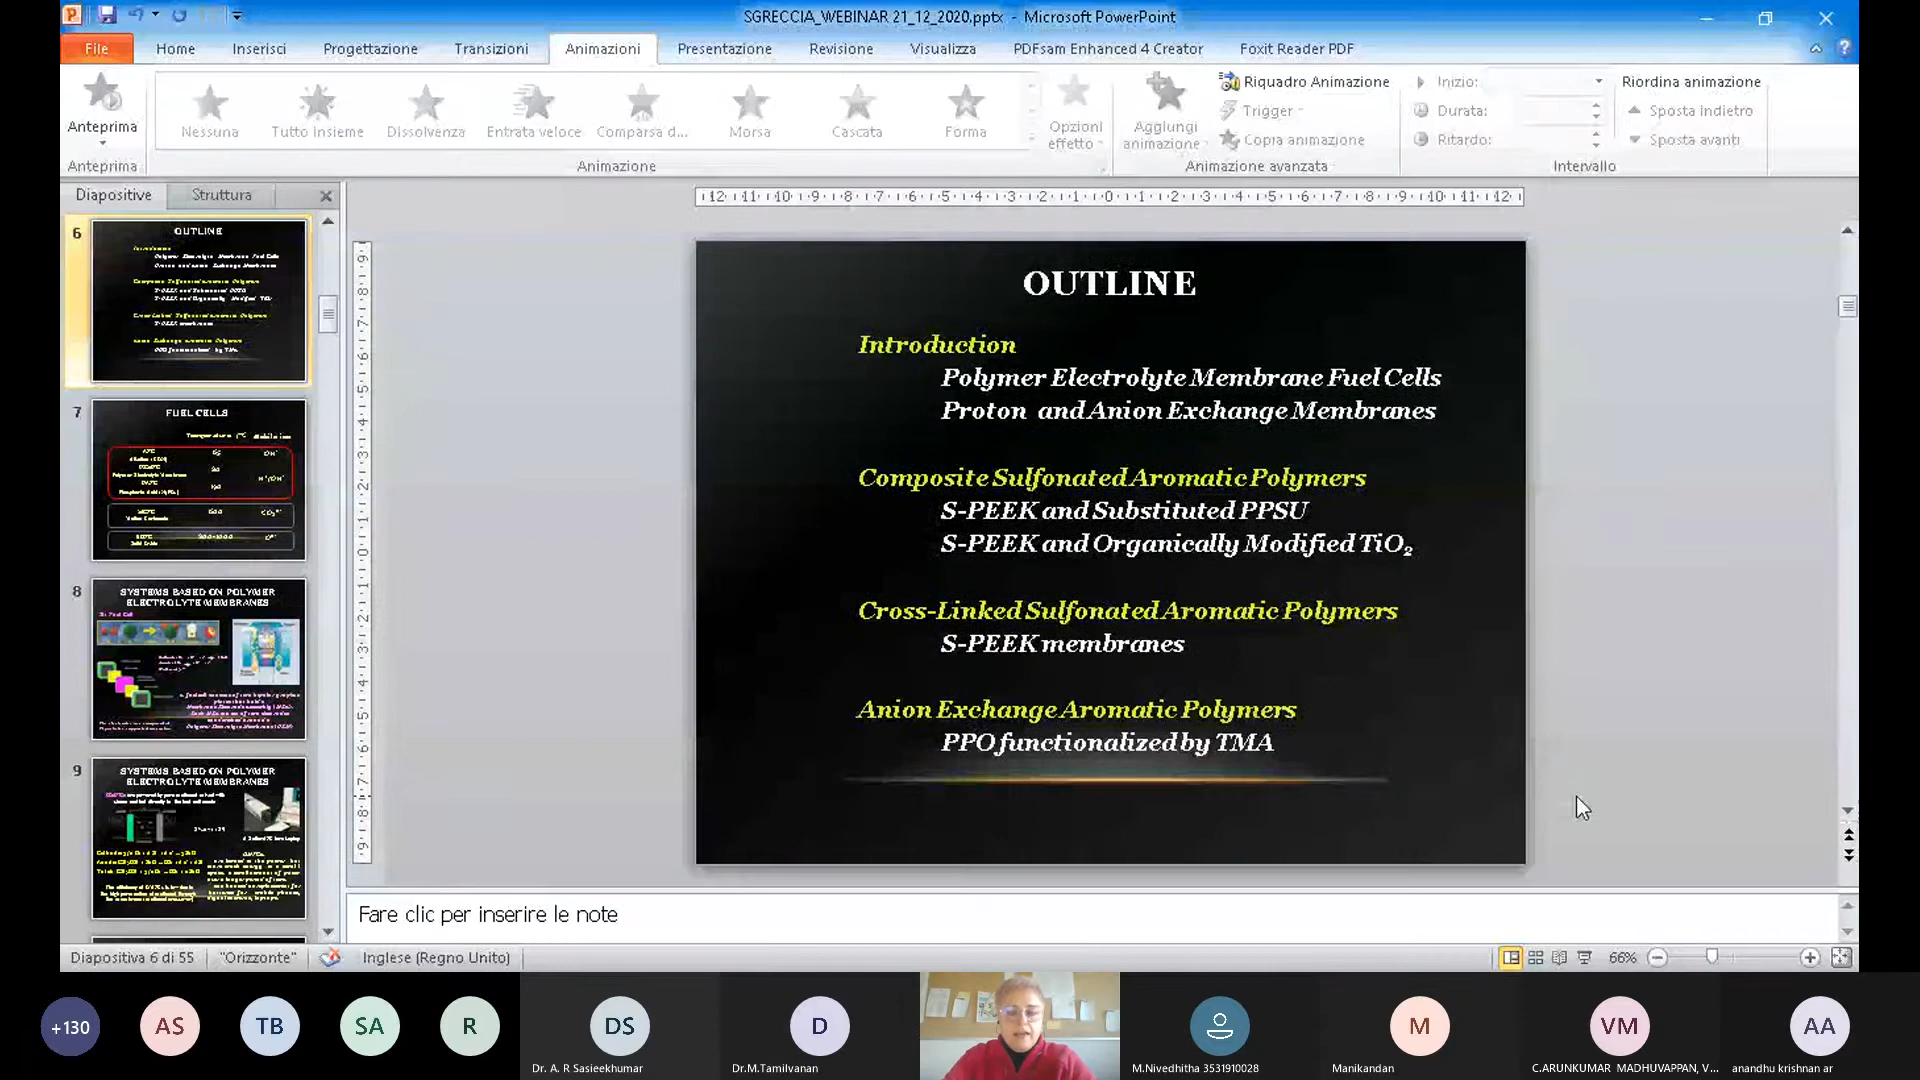 SGRECCIA_WEBINAR 21_12_2020.pptx - Microsoft PowerPoint
File Home Inserisci Progettazione Transizioni Animazioni Presentazione Revisione Visualizza PDFsam Enhanced 4 Creator Foxit Reader PDF
Anteprima
Nessuna Tutto insieme Dissolvenza Entrata veloce Comparsa d... Morsa Cascata Forma
Opzioni effetto
Aggiungi animazione
Riquadro Animazione
Trigger
Copia animazione
Inizio:
Durata:
Ritardo:
Riordina animazione
Sposta indietro
Sposta avanti
Anteprima Animazione Animazione avanzata Intervallo
Diapositive Struttura
6
OUTLINE
7
FUEL CELLS
8
SYSTEMS BASED ON POLYMER
ELECTROLYTE MEMBRANES
9
SYSTEMS BASED ON POLYMER
ELECTROLYTE MEMBRANES
OUTLINE
Introduction
Polymer Electrolyte Membrane Fuel Cells
Proton and Anion Exchange Membranes
Composite Sulfonated Aromatic Polymers
S-PEEK and Substituted PPSU
S-PEEK and Organically Modified TiO₂
Cross-Linked Sulfonated Aromatic Polymers
S-PEEK membranes
Anion Exchange Aromatic Polymers
PPO functionalized by TMA
Fare clic per inserire le note
Diapositiva 6 di 55 "Orizzonte" Inglese (Regno Unito) 66%
+130 AS TB SA R DS D M VM AA
Dr. A. R Sasieekhumar Dr.M.Tamilvanan M.Nivedhitha 3531910028 Manikandan C.ARUNKUMAR MADHUVAPPAN, V... anandhu krishnan ar